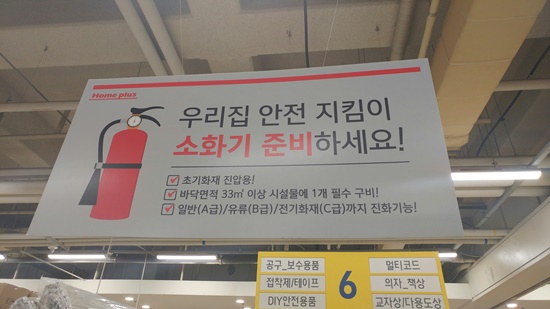 Home plus
우리집 안전 지킴이
소화기 준비하세요!
초기화재 진압용!
바닥면적 33㎡ 이상 시설물에 1개 필수 구비!
일반(A급)/유류(B급)/전기화재(C급)까지 진화가능!
공구_보수용품
접착제/테이프
DIY안전용품
6
멀티코드
의자_책상
교자상/다용도상